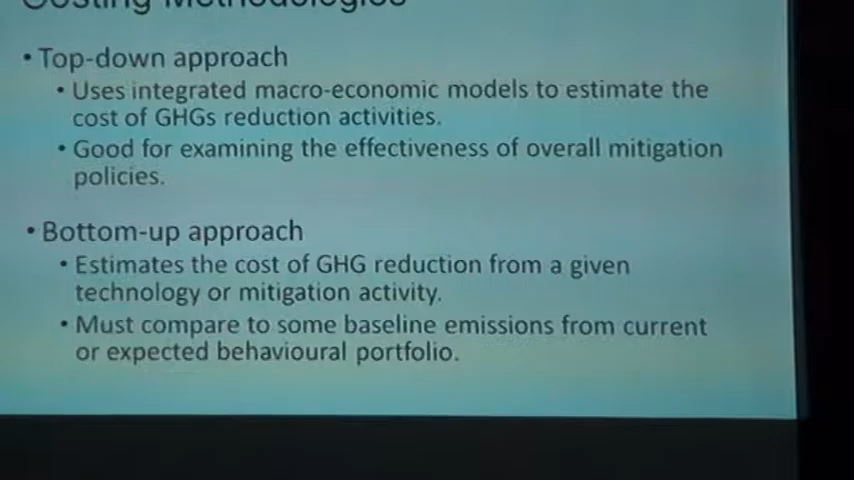 Costing Methodologies
• Top-down approach
• Uses integrated macro-economic models to estimate the
cost of GHGs reduction activities.
• Good for examining the effectiveness of overall mitigation
policies.
• Bottom-up approach
• Estimates the cost of GHG reduction from a given
technology or mitigation activity.
• Must compare to some baseline emissions from current
or expected behavioural portfolio.